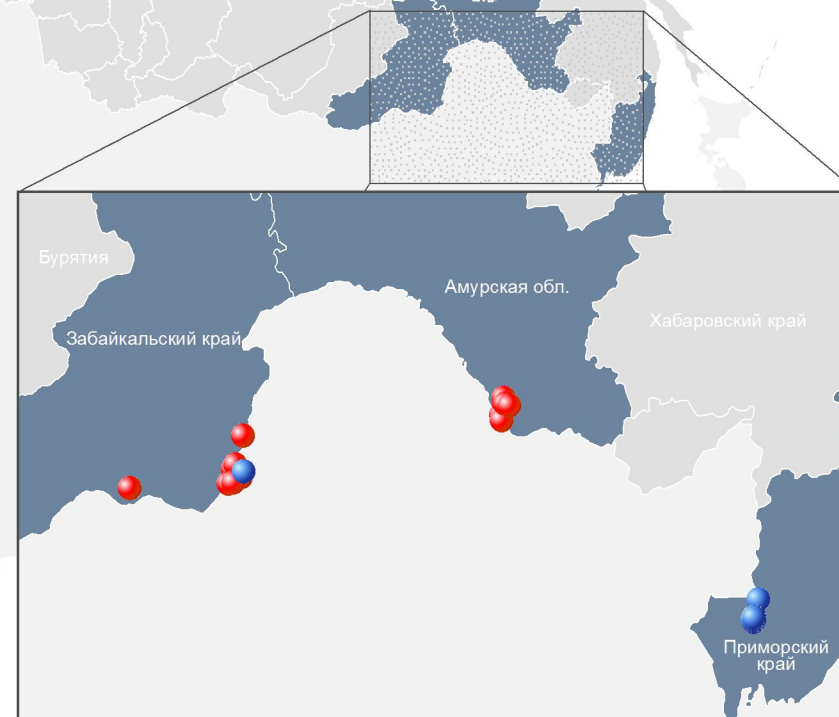 Бурятия
Амурская обл.
Хабаровский край
Забайкальский край
Приморский
край